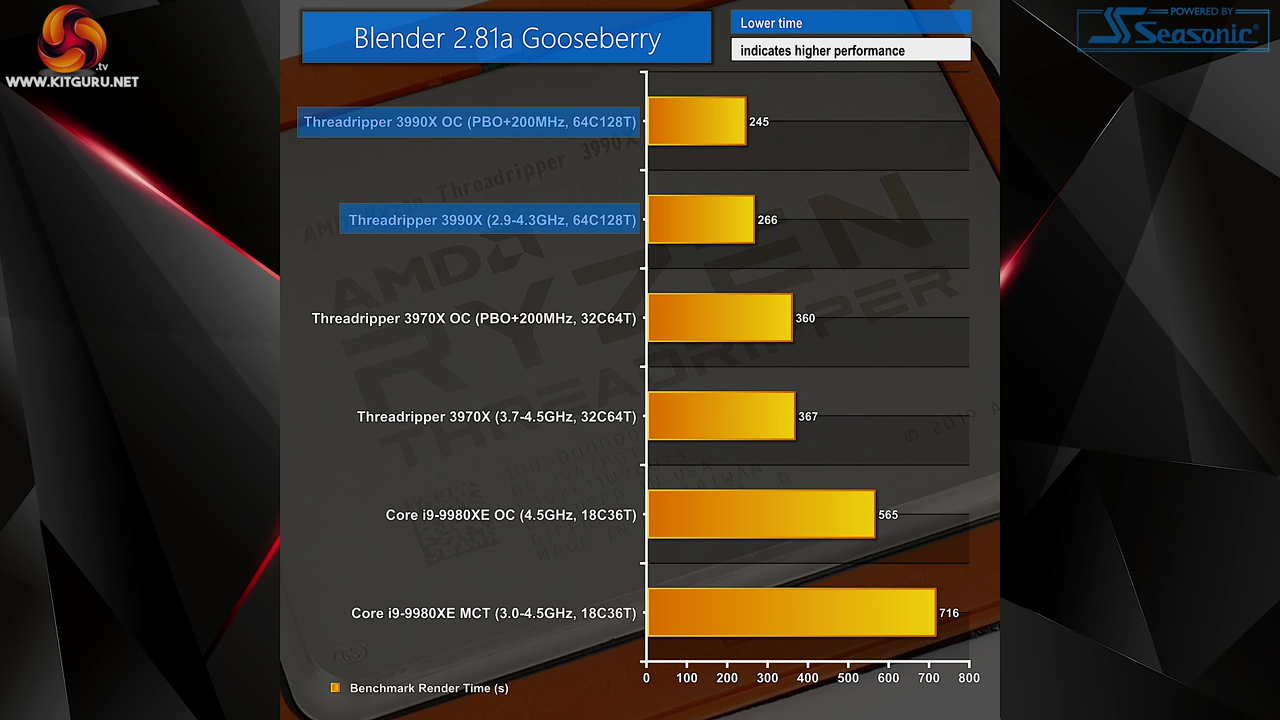 .tv
WWW.KITGURU.NET
Blender 2.81a Gooseberry
Lower time
indicates higher performance
POWERED BY
Seasonic
Threadripper 3990X OC (PBO+200MHz, 64C128T)
245
Threadripper 3990X (2.9-4.3GHz, 64C128T)
266
Threadripper 3970X OC (PBO+200MHz, 32C64T)
360
Threadripper 3970X (3.7-4.5GHz, 32C64T)
367
Core i9-9980XE OC (4.5GHz, 18C36T)
565
Core i9-9980XE MCT (3.0-4.5GHz, 18C36T)
716
0 100 200 300 400 500 600 700 800
Benchmark Render Time (s)
Threadripper 3990X
AMD
RYZEN
THREADRIPPER